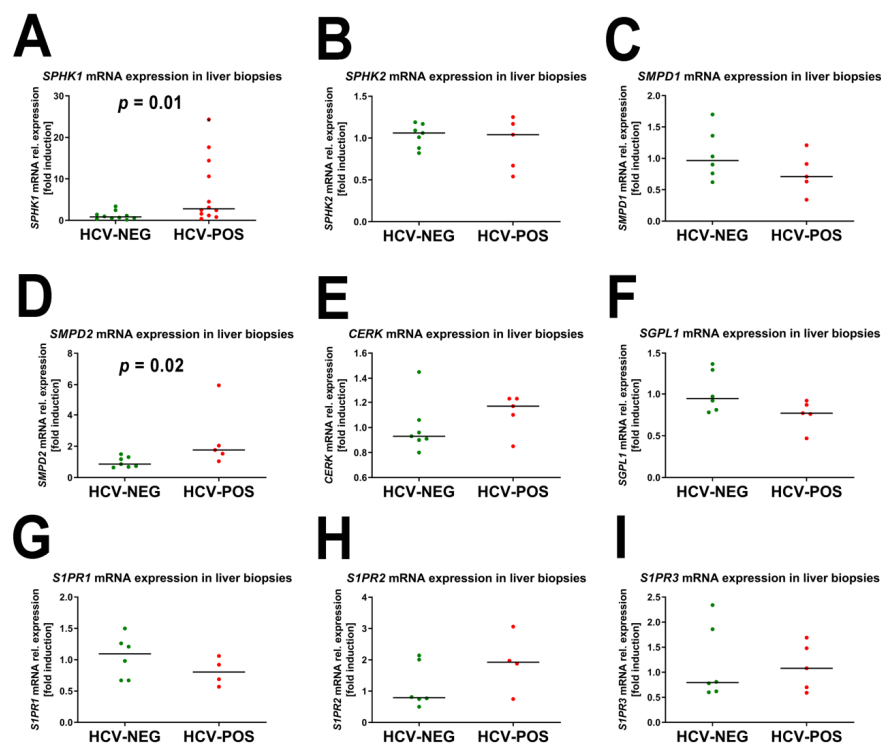 A
SPHK1 mRNA expression in liver biopsies
SPHK1 mRNA rel. expression
[fold induction]
30
20
10
0
p = 0.01
HCV-NEG HCV-POS
B
SPHK2 mRNA expression in liver biopsies
SPHK2 mRNA rel. expression
[fold induction]
1.5
1.0
0.5
0.0
HCV-NEG HCV-POS
C
SMPD1 mRNA expression in liver biopsies
SMPD1 mRNA rel. expression
[fold induction]
2.0
1.5
1.0
0.5
0.0
HCV-NEG HCV-POS
D
SMPD2 mRNA expression in liver biopsies
SMPD2 mRNA rel. expression
[fold induction]
8
6
4
2
0
p = 0.02
HCV-NEG HCV-POS
E
CERK mRNA expression in liver biopsies
CERK mRNA rel. expression
[fold induction]
1.6
1.4
1.2
1.0
0.8
0.6
HCV-NEG HCV-POS
F
SGPL1 mRNA expression in liver biopsies
SGPL1 mRNA rel. expression
[fold induction]
1.5
1.0
0.5
0.0
HCV-NEG HCV-POS
G
S1PR1 mRNA expression in liver biopsies
S1PR1 mRNA rel. expression
[fold induction]
2.0
1.5
1.0
0.5
0.0
HCV-NEG HCV-POS
H
S1PR2 mRNA expression in liver biopsies
S1PR2 mRNA rel. expression
[fold induction]
4
3
2
1
0
HCV-NEG HCV-POS
I
S1PR3 mRNA expression in liver biopsies
S1PR3 mRNA rel. expression
[fold induction]
2.5
2.0
1.5
1.0
0.5
0.0
HCV-NEG HCV-POS